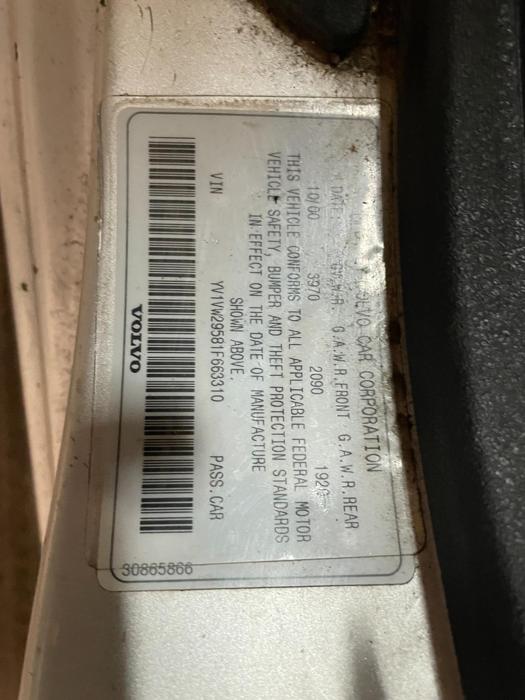 VOLVO CAR CORPORATION
DATE G.V.W.R. G.A.W.R.FRONT G.A.W.R.REAR
10/00 3970 2090 1920
THIS VEHICLE CONFORMS TO ALL APPLICABLE FEDERAL MOTOR
VEHICLE SAFETY, BUMPER AND THEFT PROTECTION STANDARDS
IN EFFECT ON THE DATE OF MANUFACTURE
SHOWN ABOVE.
VIN YV1VW29581F663310 PASS.CAR
VOLVO
30865866